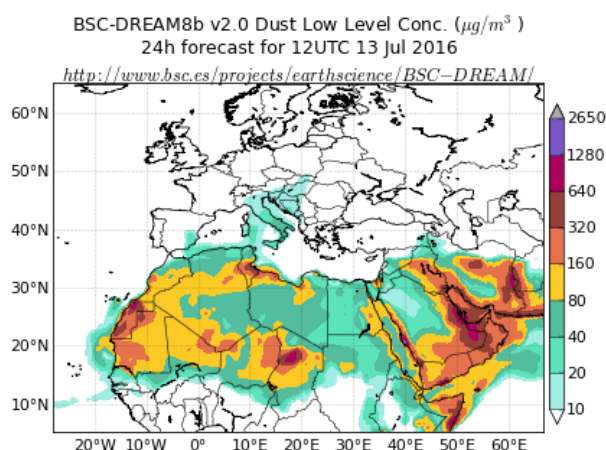 BSC-DREAM8b v2.0 Dust Low Level Conc. (μg/m³ )
24h forecast for 12UTC 13 Jul 2016
http://www.bsc.es/projects/earthscience/BSC−DREAM/
60°N
50°N
40°N
30°N
20°N
10°N
20°W
10°W
0°
10°E
20°E
30°E
40°E
50°E
60°E
2650
1280
640
320
160
80
40
20
10